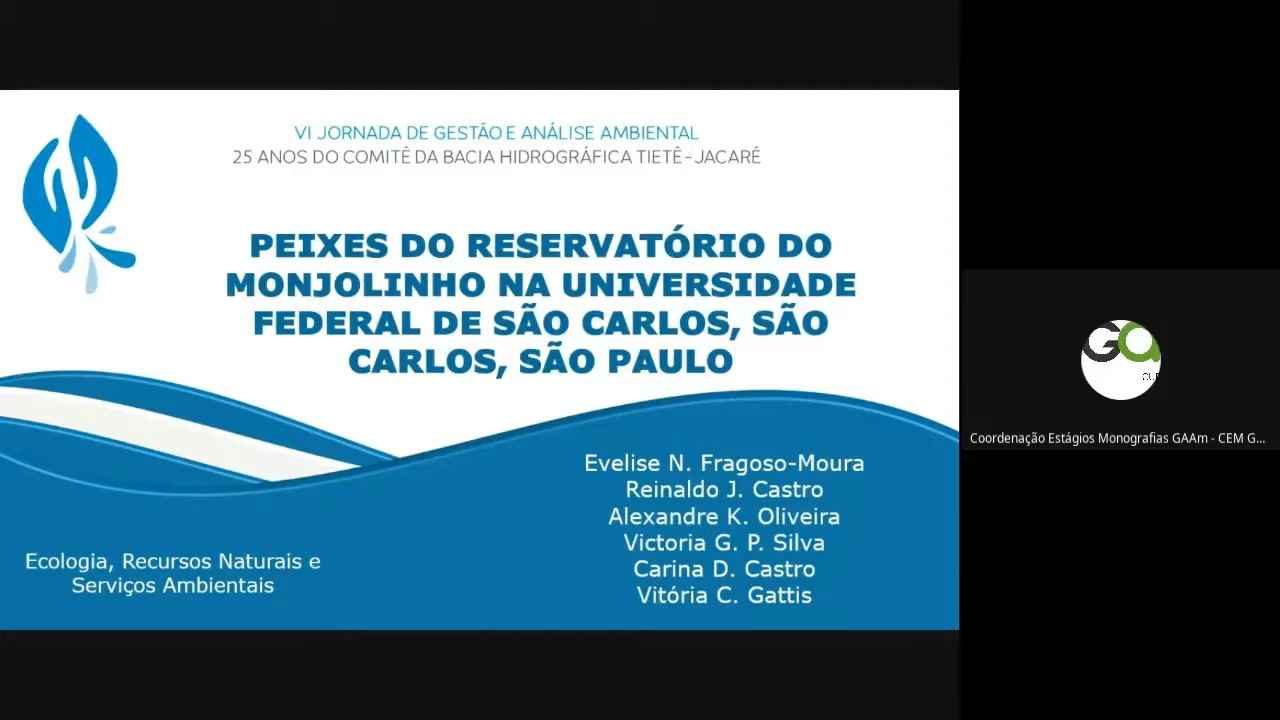 VI JORNADA DE GESTÃO E ANÁLISE AMBIENTAL
25 ANOS DO COMITÊ DA BACIA HIDROGRÁFICA TIETÊ-JACARÉ
PEIXES DO RESERVATÓRIO DO
MONJOLINHO NA UNIVERSIDADE
FEDERAL DE SÃO CARLOS, SÃO
CARLOS, SÃO PAULO
Evelise N. Fragoso-Moura
Reinaldo J. Castro
Alexandre K. Oliveira
Victoria G. P. Silva
Carina D. Castro
Vitória C. Gattis
Ecologia, Recursos Naturais e
Serviços Ambientais
Coordenação Estágios Monografias GAAm - CEM G...